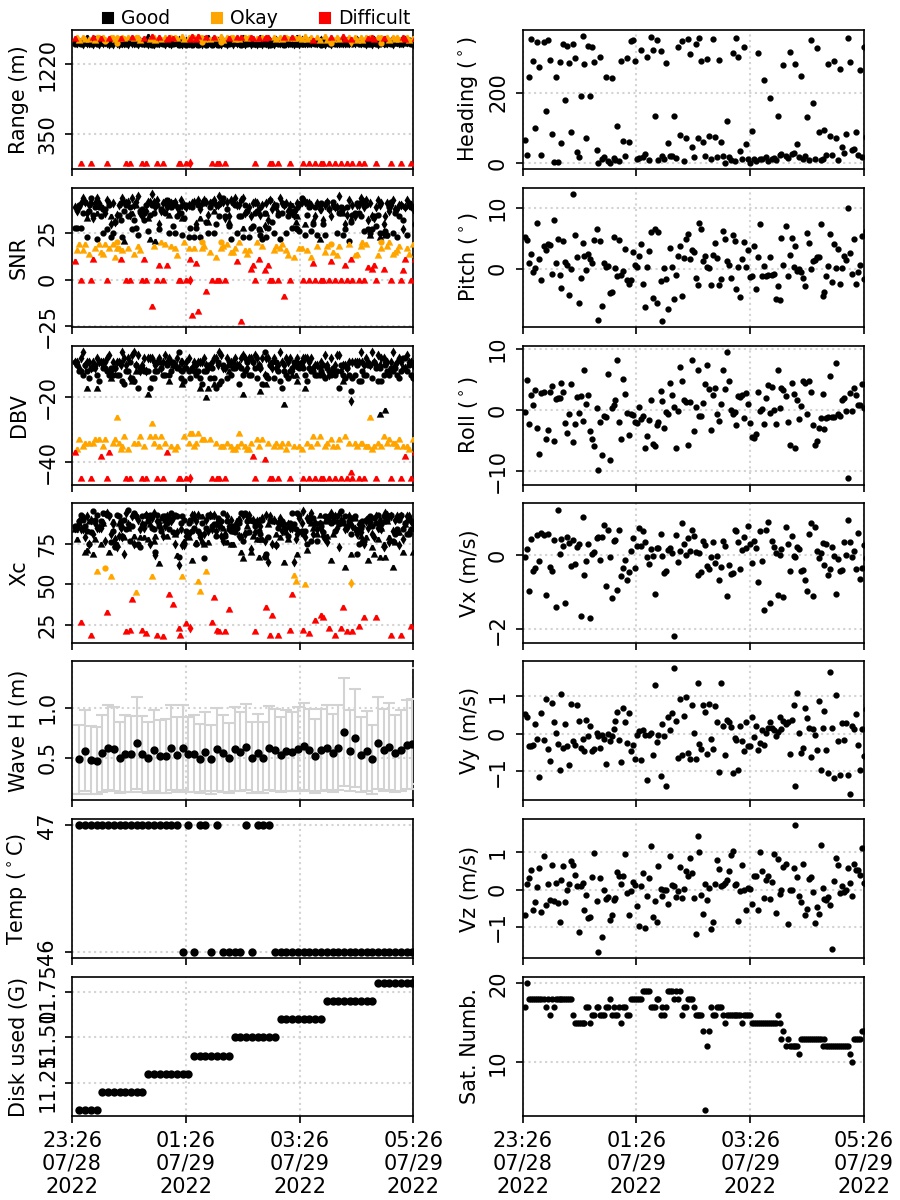 Good Okay Difficult
Range (m)
1220
350
Heading (°)
200
0
SNR
25
0
−25
Pitch (°)
10
0
DBV
−20
−40
Roll (°)
10
0
−10
Xc
75
50
25
Vx (m/s)
0
−2
Wave H (m)
1.0
0.5
Vy (m/s)
1
0
−1
Temp (°C)
47
46
Vz (m/s)
1
0
−1
Disk used (G)
11.25
Sat. Numb.
20
10
23:26 01:26 03:26 05:26 23:26 01:26 03:26 05:26
07/28 07/29 07/29 07/29 07/28 07/29 07/29 07/29
2022 2022 2022 2022 2022 2022 2022 2022